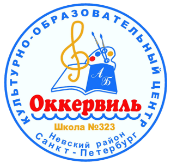 КУЛЬТУРНО-ОБРАЗОВАТЕЛЬНЫЙ ЦЕНТР
А Б
Оккервиль
Школа №323
Невский район
Санкт-Петербург